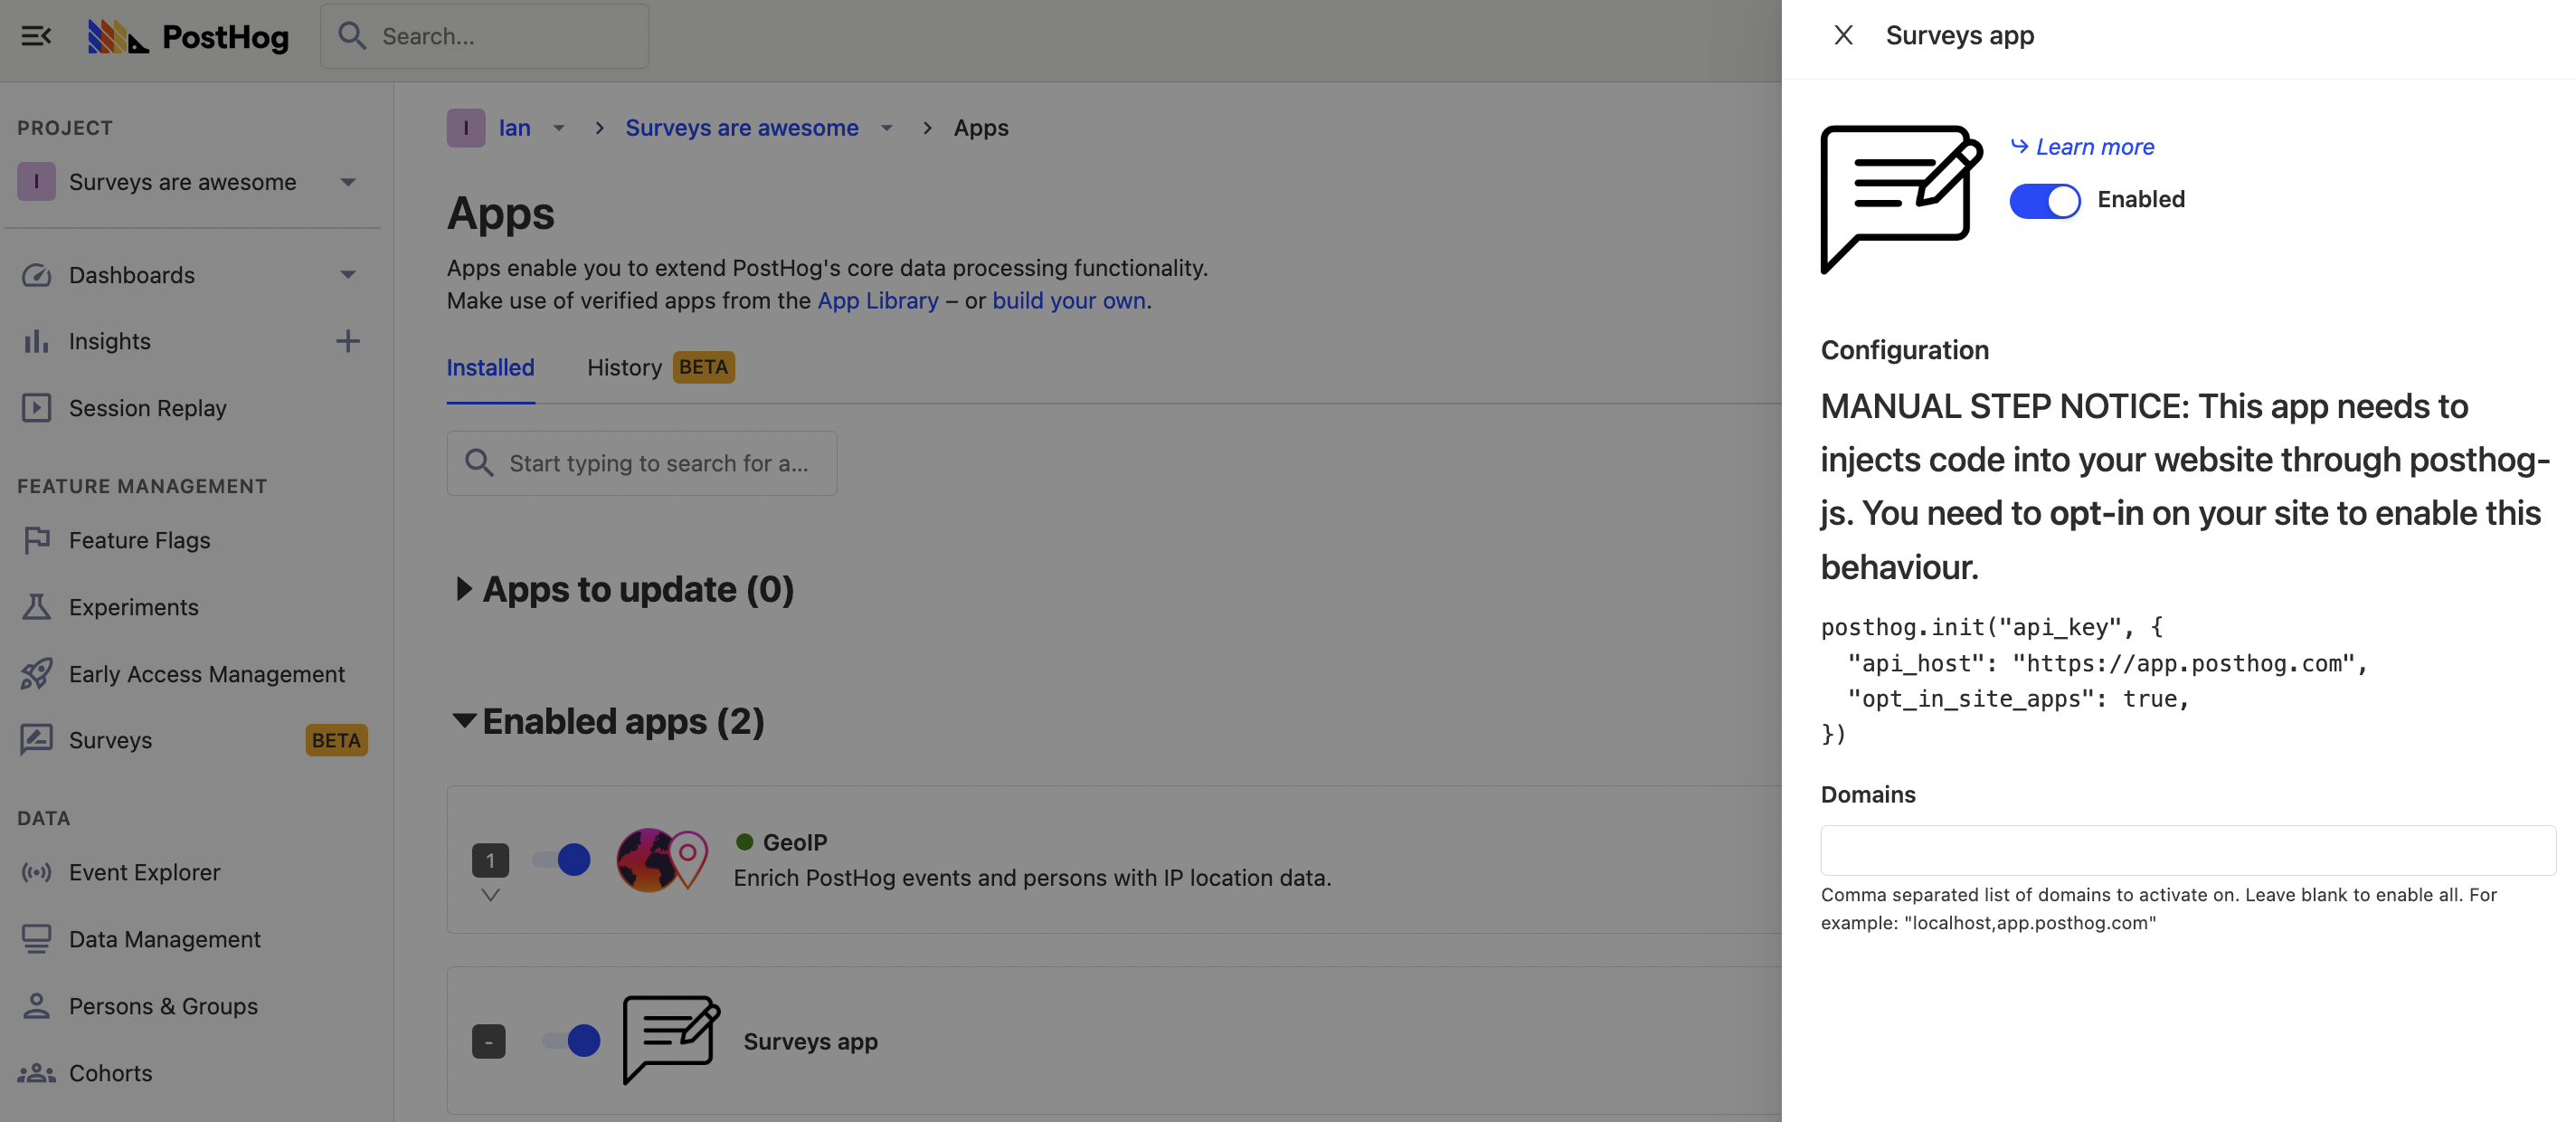 PostHog
Search...
PROJECT
I
Surveys are awesome
Dashboards
Insights
Session Replay
FEATURE MANAGEMENT
Feature Flags
Experiments
Early Access Management
Surveys BETA
DATA
Event Explorer
Data Management
Persons & Groups
Cohorts
I Ian > Surveys are awesome > Apps
Apps
Apps enable you to extend PostHog's core data processing functionality.
Make use of verified apps from the App Library – or build your own.
Installed History BETA
Start typing to search for a...
Apps to update (0)
Enabled apps (2)
1
GeoIP
Enrich PostHog events and persons with IP location data.
-
Surveys app
Surveys app
Learn more
Enabled
Configuration
MANUAL STEP NOTICE: This app needs to
injects code into your website through posthog-
js. You need to opt-in on your site to enable this
behaviour.
posthog.init("api_key", {
  "api_host": "https://app.posthog.com",
  "opt_in_site_apps": true,
})
Domains
Comma separated list of domains to activate on. Leave blank to enable all. For
example: "localhost,app.posthog.com"